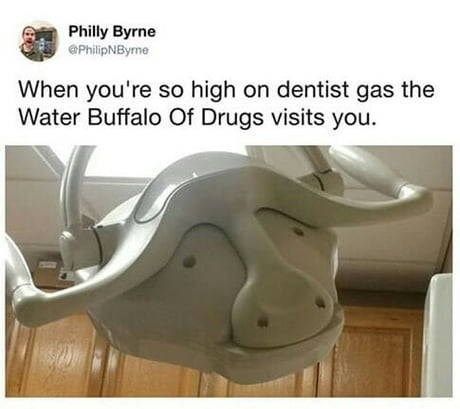 Philly Byrne
@PhilipNByrne
When you're so high on dentist gas the
Water Buffalo Of Drugs visits you.